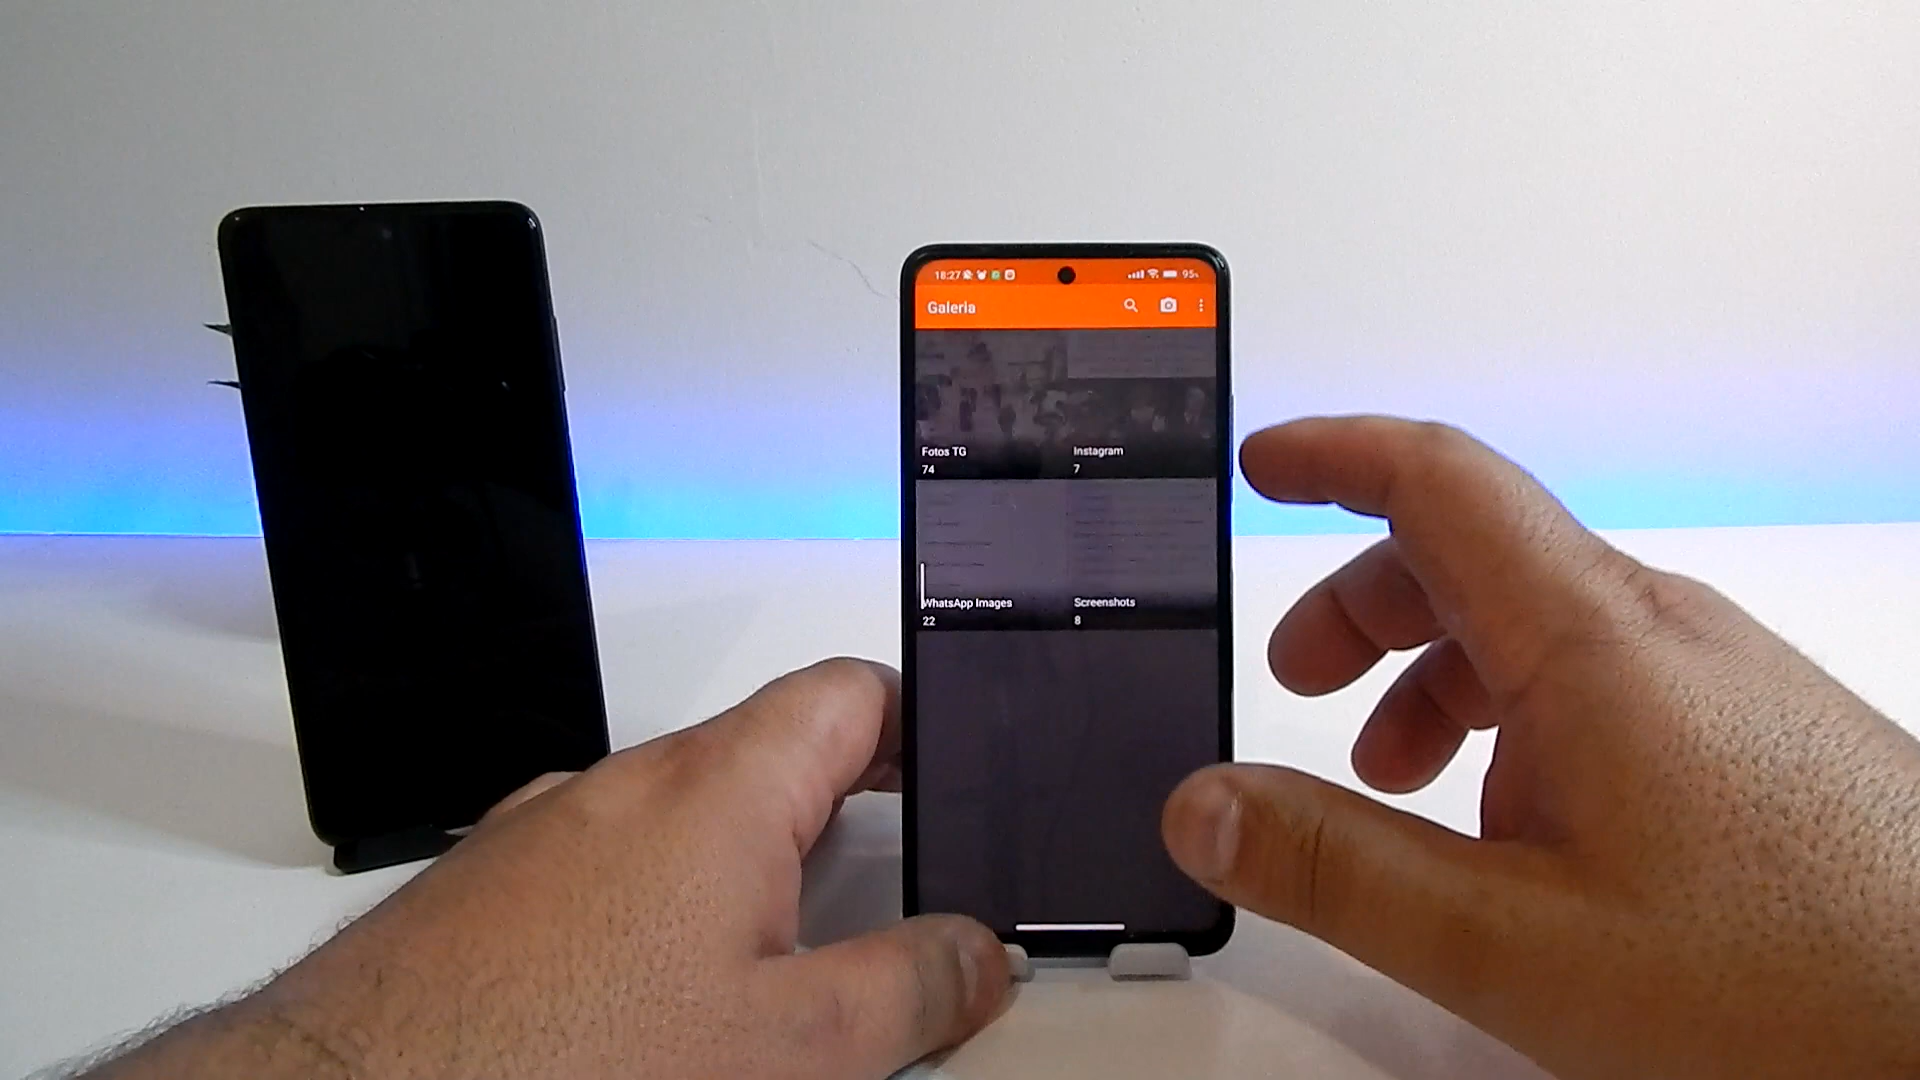 18:27 95%
Galeria
Fotos TG Instagram
74 7
WhatsApp Images Screenshots
22 8